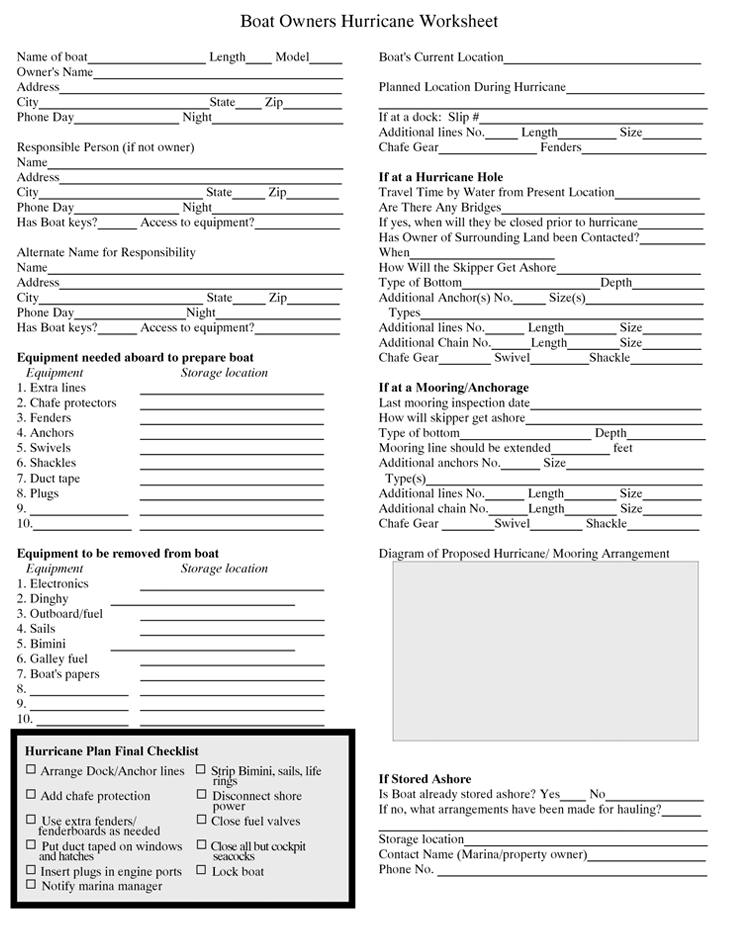 Boat Owners Hurricane Worksheet
Name of boat Length Model
Owner's Name
Address
City State Zip
Phone Day Night
Responsible Person (if not owner)
Name
Address
City State Zip
Phone Day Night
Has Boat keys? Access to equipment?
Alternate Name for Responsibility
Name
Address
City State Zip
Phone Day Night
Has Boat keys? Access to equipment?
Equipment needed aboard to prepare boat
Equipment Storage location
1. Extra lines
2. Chafe protectors
3. Fenders
4. Anchors
5. Swivels
6. Shackles
7. Duct tape
8. Plugs
9.
10.
Equipment to be removed from boat
Equipment Storage location
1. Electronics
2. Dinghy
3. Outboard/fuel
4. Sails
5. Bimini
6. Galley fuel
7. Boat's papers
8.
9.
10.
Hurricane Plan Final Checklist
Arrange Dock/Anchor lines
Add chafe protection
Use extra fenders/
fenderboards as needed
Put duct taped on windows
and hatches
Insert plugs in engine ports
Notify marina manager
Strip Bimini, sails, life
rings
Disconnect shore
power
Close fuel valves
Close all but cockpit
seacocks
Lock boat
Boat's Current Location
Planned Location During Hurricane
If at a dock: Slip #
Additional lines No. Length Size
Chafe Gear Fenders
If at a Hurricane Hole
Travel Time by Water from Present Location
Are There Any Bridges
If yes, when will they be closed prior to hurricane
Has Owner of Surrounding Land been Contacted?
When
How Will the Skipper Get Ashore
Type of Bottom Depth
Additional Anchor(s) No. Size(s)
Types
Additional lines No. Length Size
Additional Chain No. Length Size
Chafe Gear Swivel Shackle
If at a Mooring/Anchorage
Last mooring inspection date
How will skipper get ashore
Type of bottom Depth
Mooring line should be extended feet
Additional anchors No. Size
Type(s)
Additional lines No. Length Size
Additional chain No. Length Size
Chafe Gear Swivel Shackle
Diagram of Proposed Hurricane/ Mooring Arrangement
If Stored Ashore
Is Boat already stored ashore? Yes No
If no, what arrangements have been made for hauling?
Storage location
Contact Name (Marina/property owner)
Phone No.